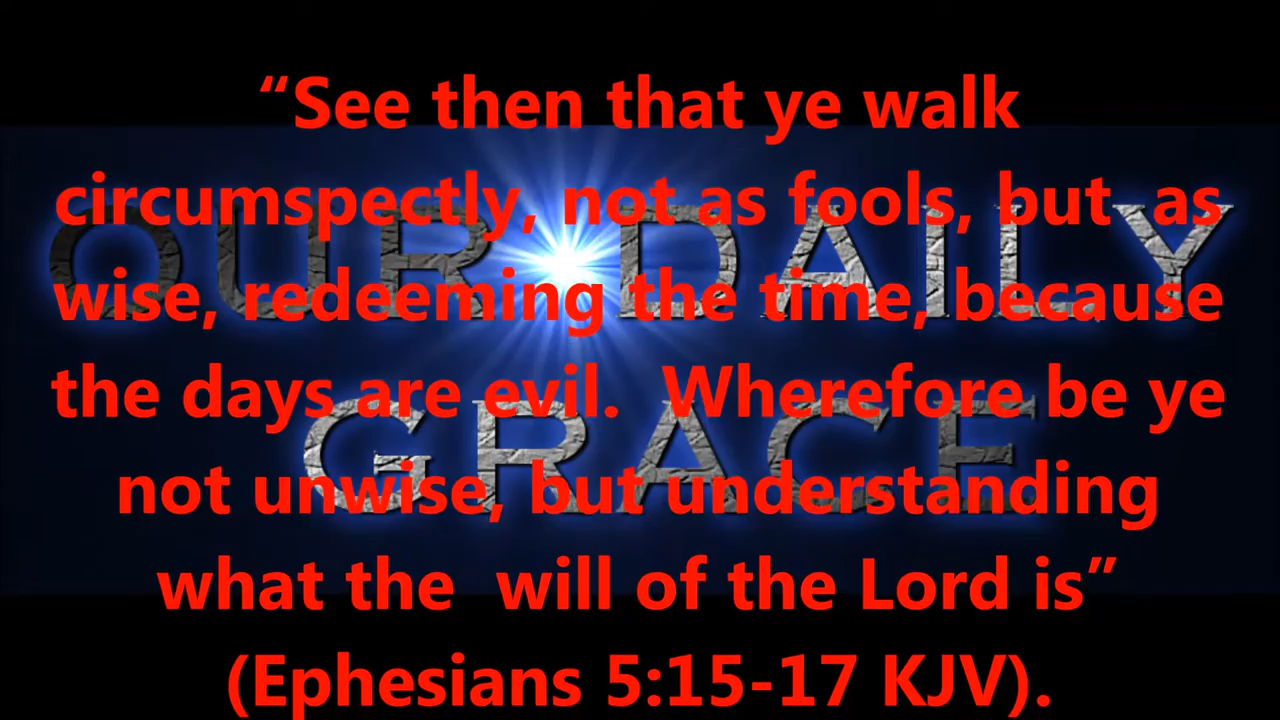 “See then that ye walk
circumspectly, not as fools, but  as
wise, redeeming the time, because
the days are evil.  Wherefore be ye
not unwise, but understanding
what the  will of the Lord is”
(Ephesians 5:15-17 KJV).
OUR DAILY
GRACE